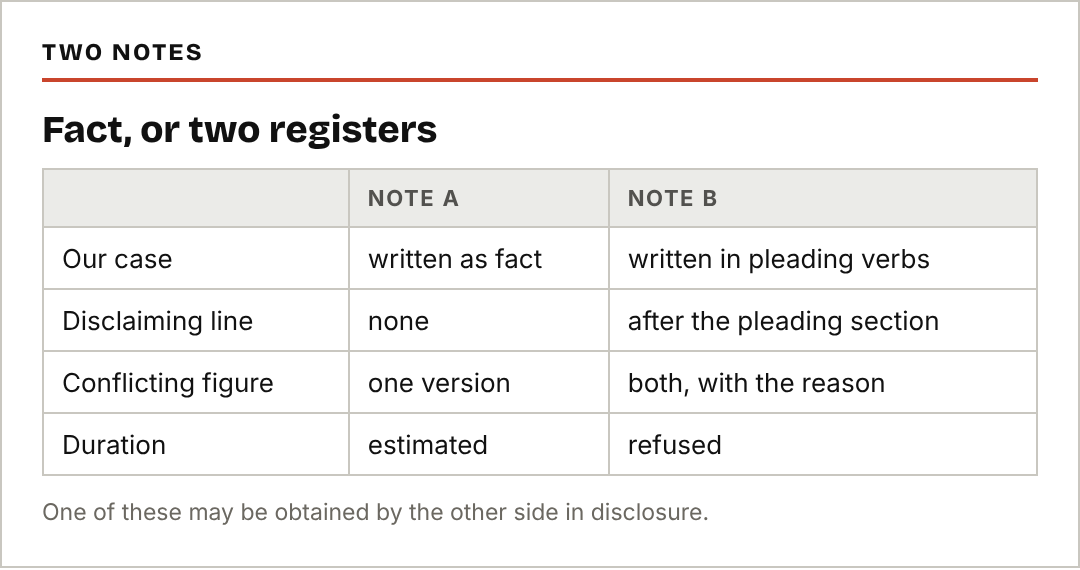 TWO NOTES
Fact, or two registers
NOTE A NOTE B
Our case written as fact written in pleading verbs
Disclaiming line none after the pleading section
Conflicting figure one version both, with the reason
Duration estimated refused
One of these may be obtained by the other side in disclosure.